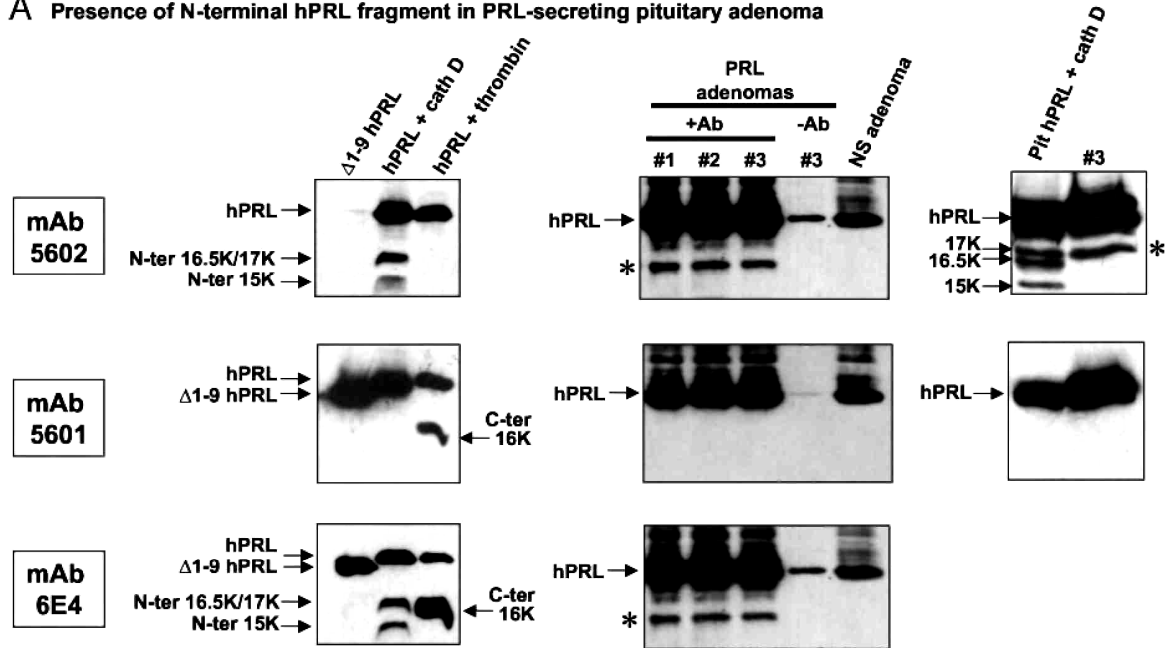 A Presence of N-terminal hPRL fragment in PRL-secreting pituitary adenoma
Δ1-9 hPRL
hPRL + cath D
hPRL + thrombin
PRL
adenomas
+Ab
-Ab
#1
#2
#3
#3
NS adenoma
Pit hPRL + cath D
#3
mAb
5602
hPRL
N-ter 16.5K/17K
N-ter 15K
hPRL
*
hPRL
17K
16.5K
15K
*
mAb
5601
hPRL
Δ1-9 hPRL
C-ter
16K
hPRL
hPRL
mAb
6E4
hPRL
Δ1-9 hPRL
N-ter 16.5K/17K
N-ter 15K
C-ter
16K
hPRL
*